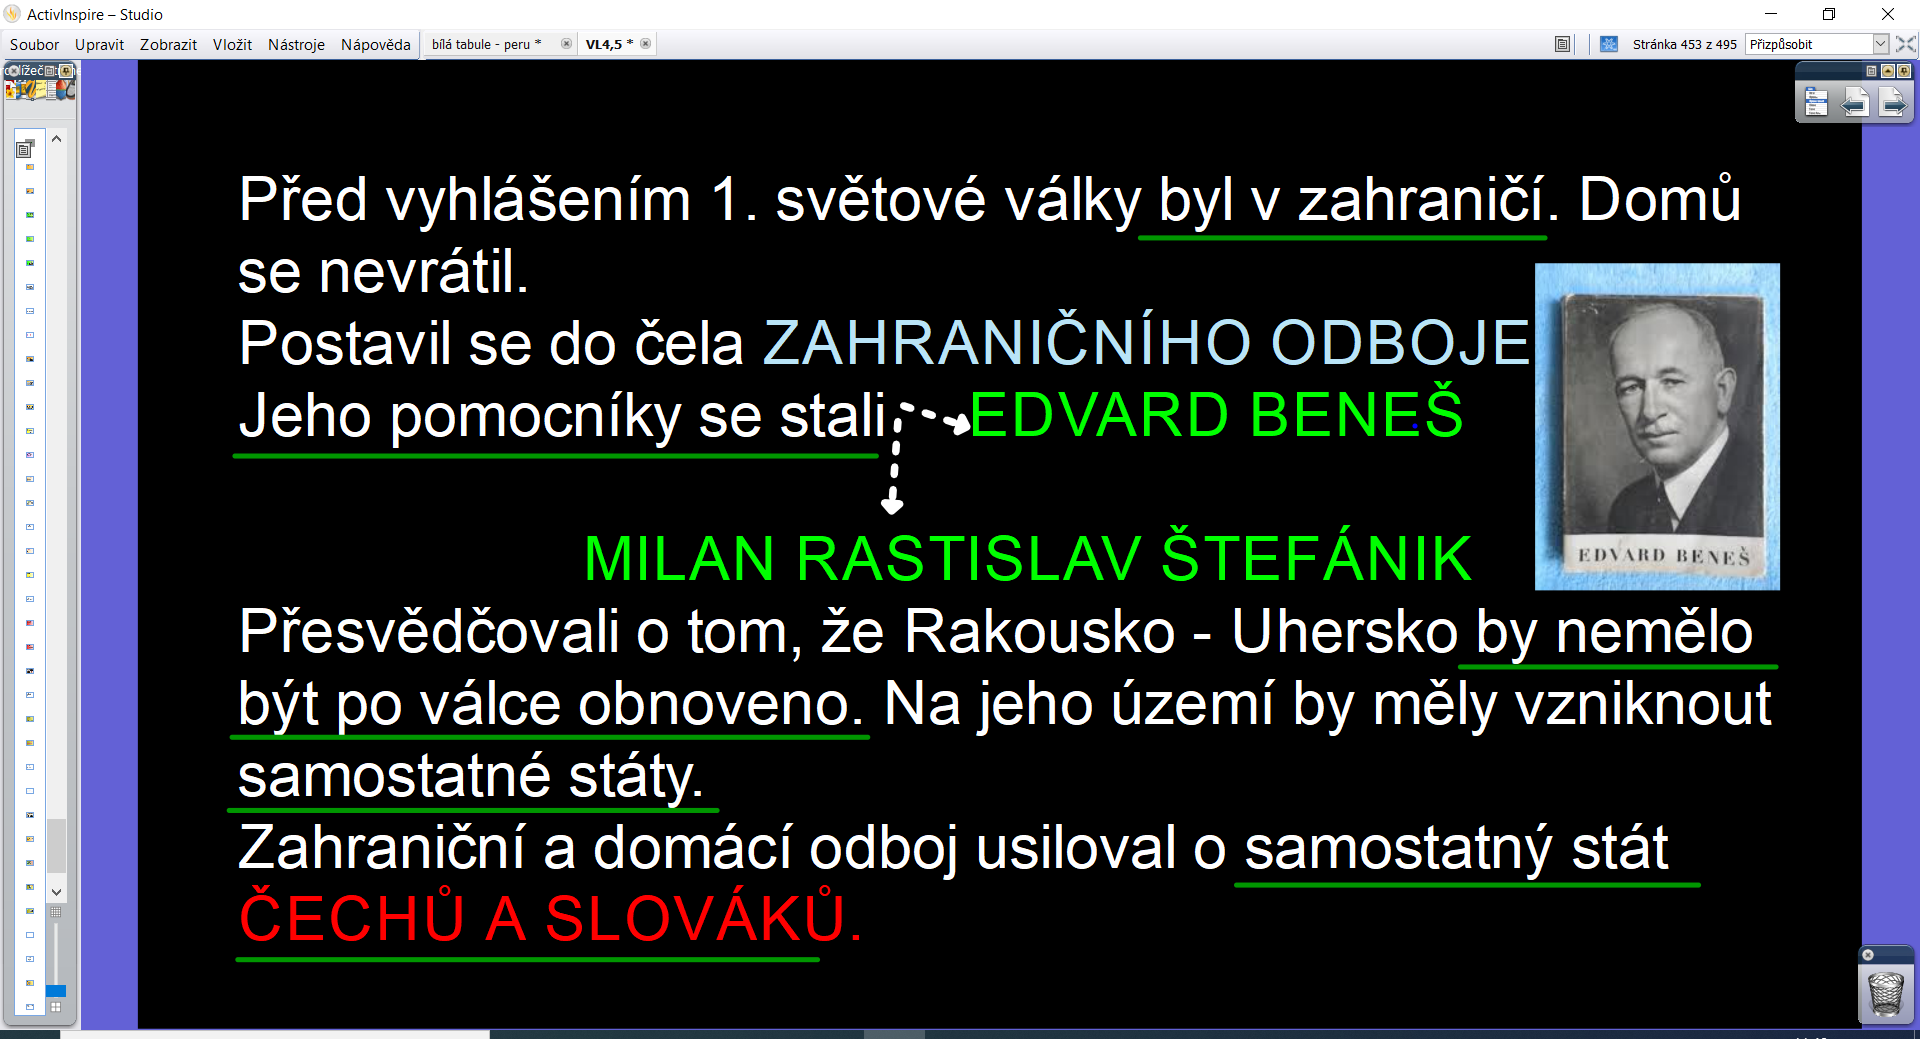 ActivInspire – Studio
Soubor Upravit Zobrazit Vložit Nástroje Nápověda
bílá tabule - peru *
VL4,5 *
Stránka 453 z 495
Přizpůsobit
Před vyhlášením 1. světové války byl v zahraničí. Domů
se nevrátil.
Postavil se do čela ZAHRANIČNÍHO ODBOJE
Jeho pomocníky se stali EDVARD BENEŠ
MILAN RASTISLAV ŠTEFÁNIK
EDVARD BENEŠ
Přesvědčovali o tom, že Rakousko - Uhersko by nemělo
být po válce obnoveno. Na jeho území by měly vzniknout
samostatné státy.
Zahraniční a domácí odboj usiloval o samostatný stát
ČECHŮ A SLOVÁKŮ.